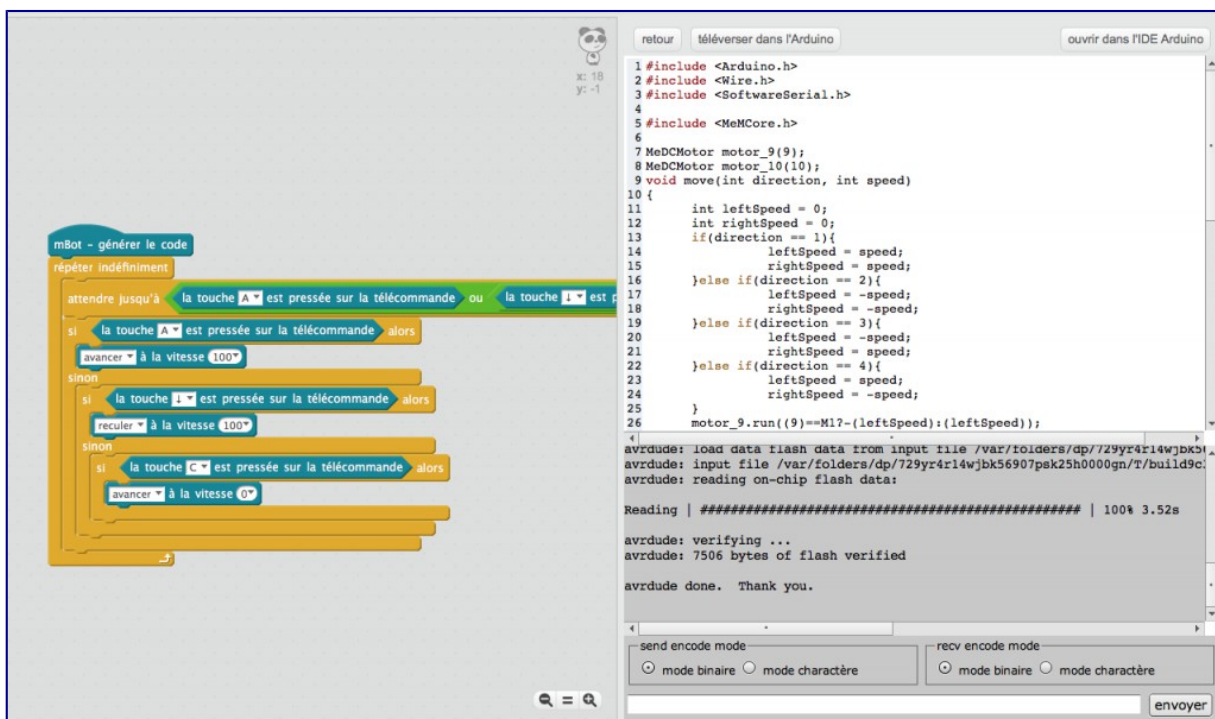 x: 18
y: -1
mBot - générer le code
répéter indéfiniment
attendre jusqu'à la touche A est pressée sur la télécommande ou la touche ↓ est p
si la touche A est pressée sur la télécommande alors
avancer à la vitesse 100
sinon
si la touche ↓ est pressée sur la télécommande alors
reculer à la vitesse 100
sinon
si la touche C est pressée sur la télécommande alors
avancer à la vitesse 0
retour téléverser dans l'Arduino ouvrir dans l'IDE Arduino
1 #include <Arduino.h>
2 #include <Wire.h>
3 #include <SoftwareSerial.h>
4
5 #include <MeMCore.h>
6
7 MeDCMotor motor_9(9);
8 MeDCMotor motor_10(10);
9 void move(int direction, int speed)
10 {
11 int leftSpeed = 0;
12 int rightSpeed = 0;
13 if(direction == 1){
14 leftSpeed = speed;
15 rightSpeed = speed;
16 }else if(direction == 2){
17 leftSpeed = -speed;
18 rightSpeed = -speed;
19 }else if(direction == 3){
20 leftSpeed = -speed;
21 rightSpeed = speed;
22 }else if(direction == 4){
23 leftSpeed = speed;
24 rightSpeed = -speed;
25 }
26 motor_9.run((9)==M1?-(leftSpeed):(leftSpeed));
avrdude: load data flash data from input file /var/folders/dp/729yr4r14wjbk5
avrdude: input file /var/folders/dp/729yr4r14wjbk56907psk25h0000gn/T/build9c
avrdude: reading on-chip flash data:
Reading | ################################################## | 100% 3.52s
avrdude: verifying ...
avrdude: 7506 bytes of flash verified
avrdude done. Thank you.
send encode mode recv encode mode
mode binaire mode charactère mode binaire mode charactère
envoyer